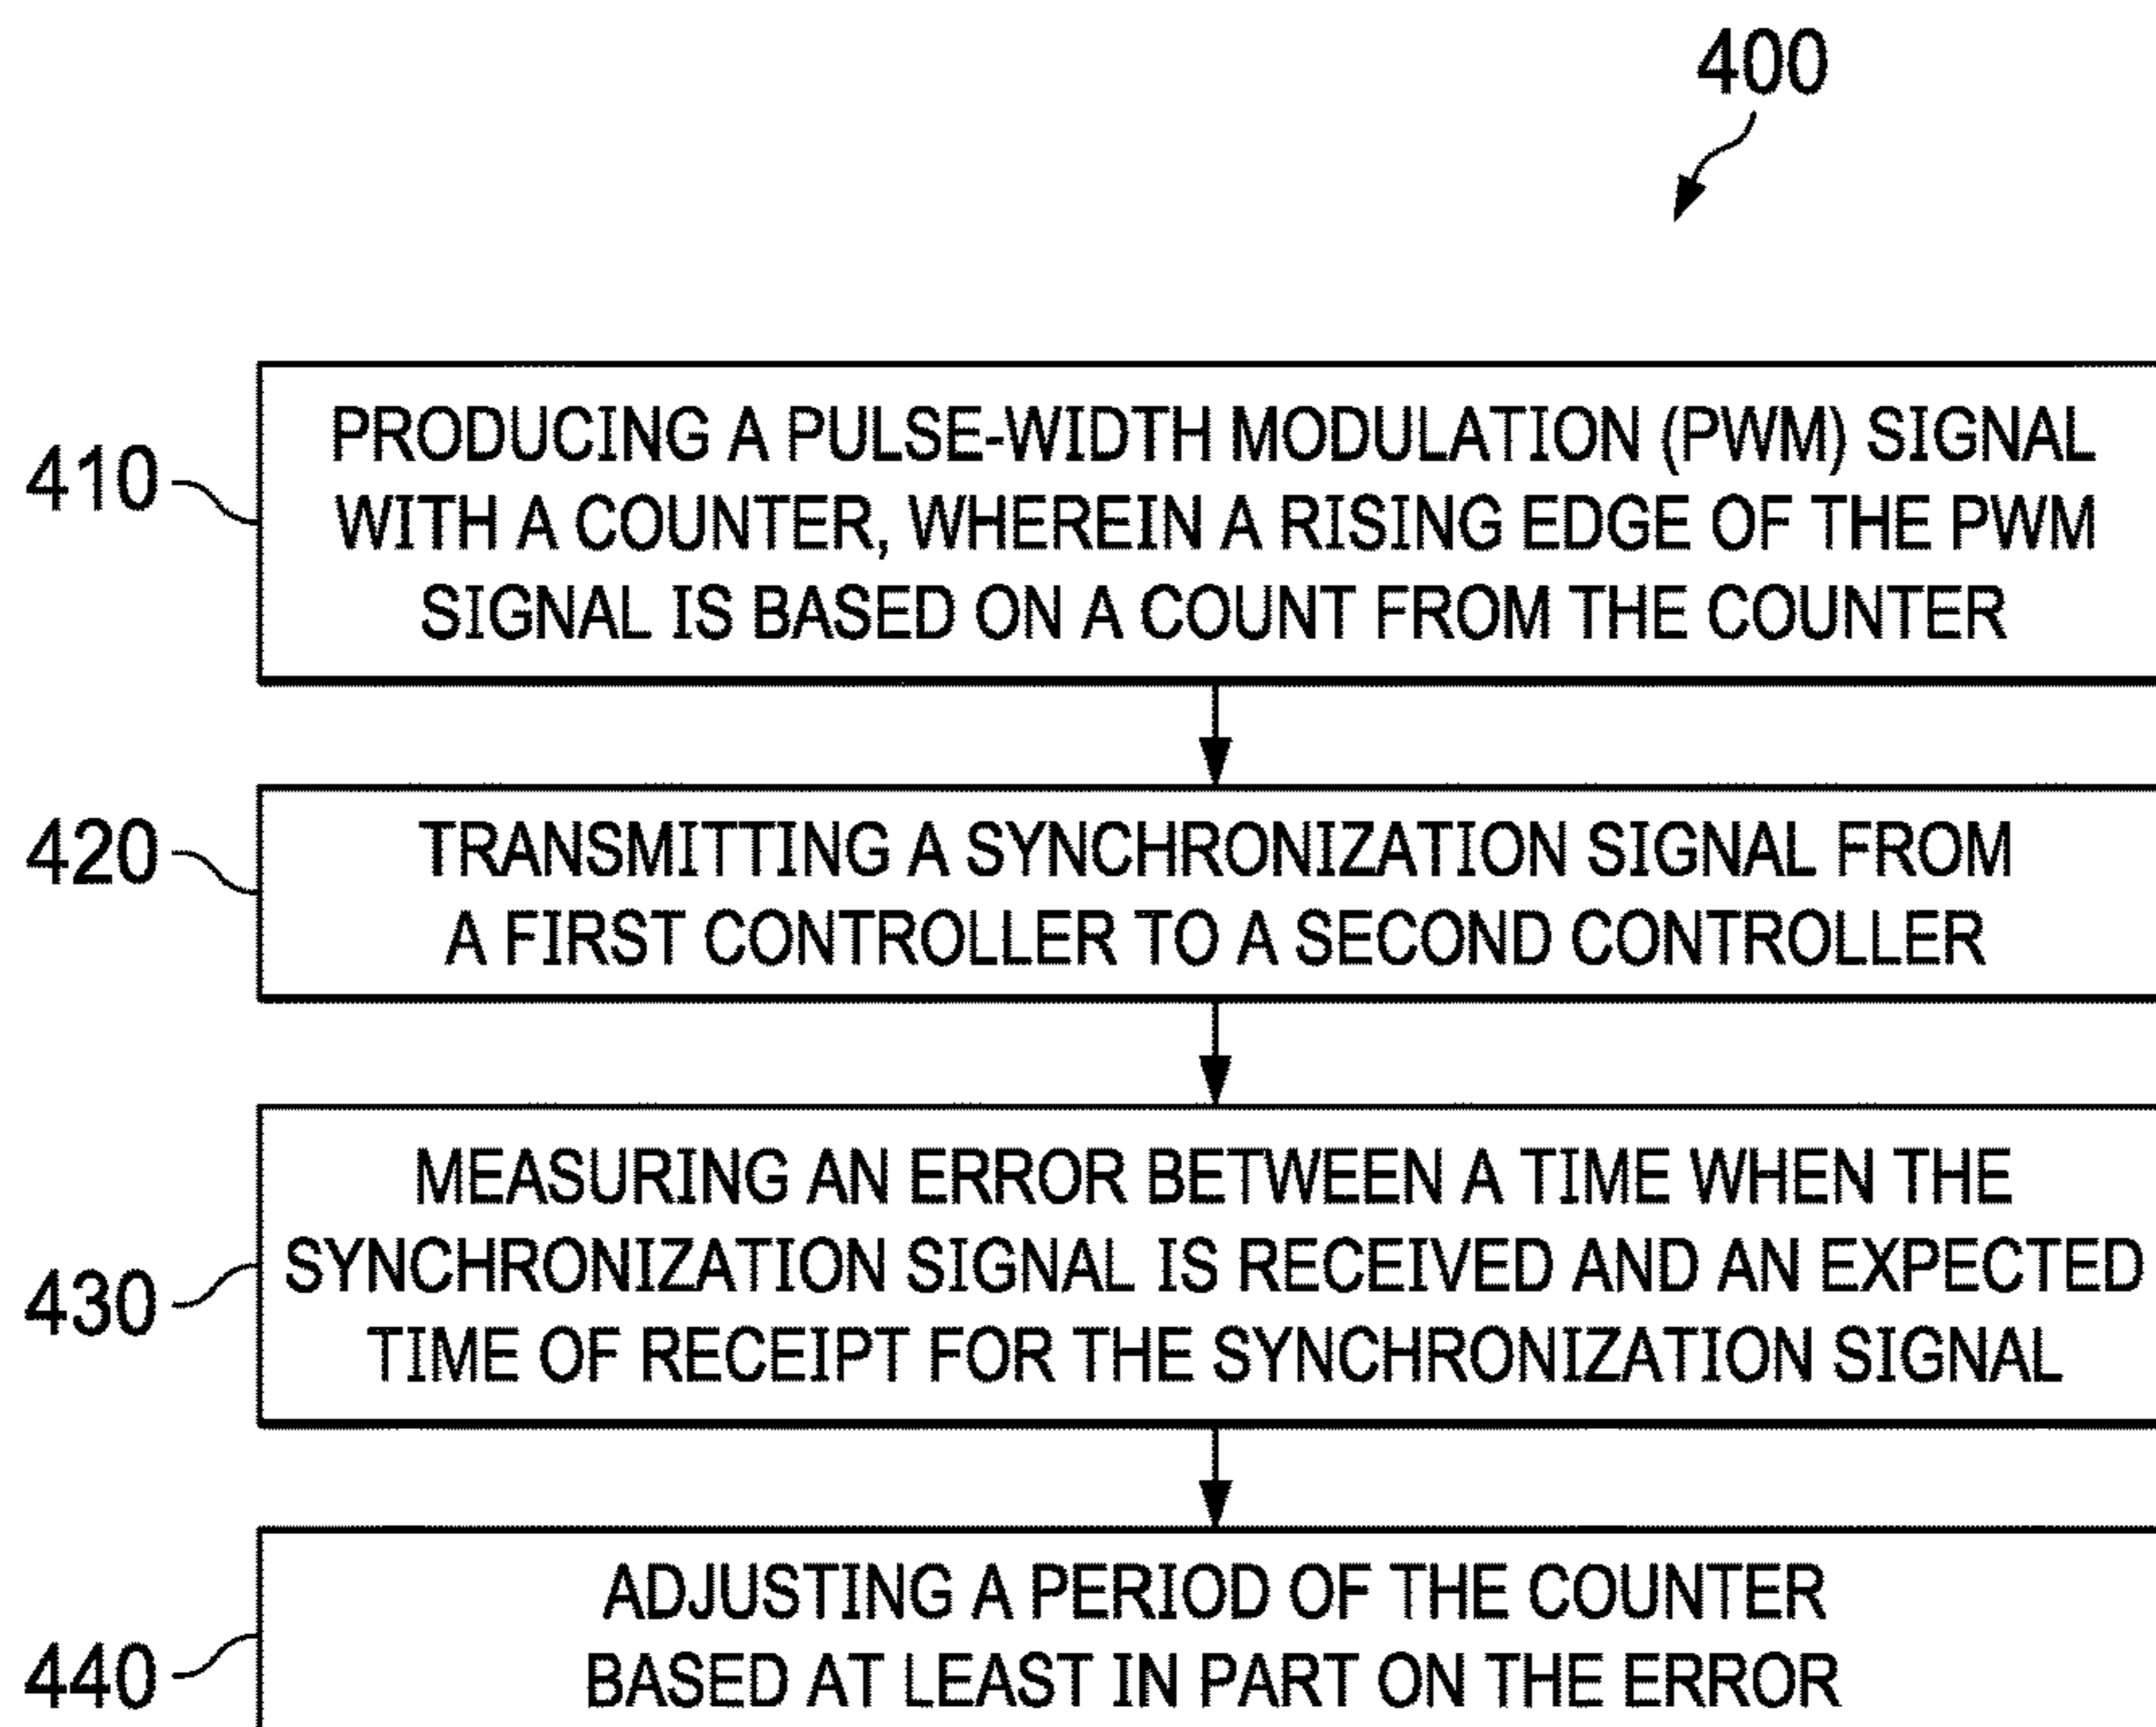 400
410
PRODUCING A PULSE-WIDTH MODULATION (PWM) SIGNAL
WITH A COUNTER, WHEREIN A RISING EDGE OF THE PWM
SIGNAL IS BASED ON A COUNT FROM THE COUNTER
420
TRANSMITTING A SYNCHRONIZATION SIGNAL FROM
A FIRST CONTROLLER TO A SECOND CONTROLLER
430
MEASURING AN ERROR BETWEEN A TIME WHEN THE
SYNCHRONIZATION SIGNAL IS RECEIVED AND AN EXPECTED
TIME OF RECEIPT FOR THE SYNCHRONIZATION SIGNAL
440
ADJUSTING A PERIOD OF THE COUNTER
BASED AT LEAST IN PART ON THE ERROR